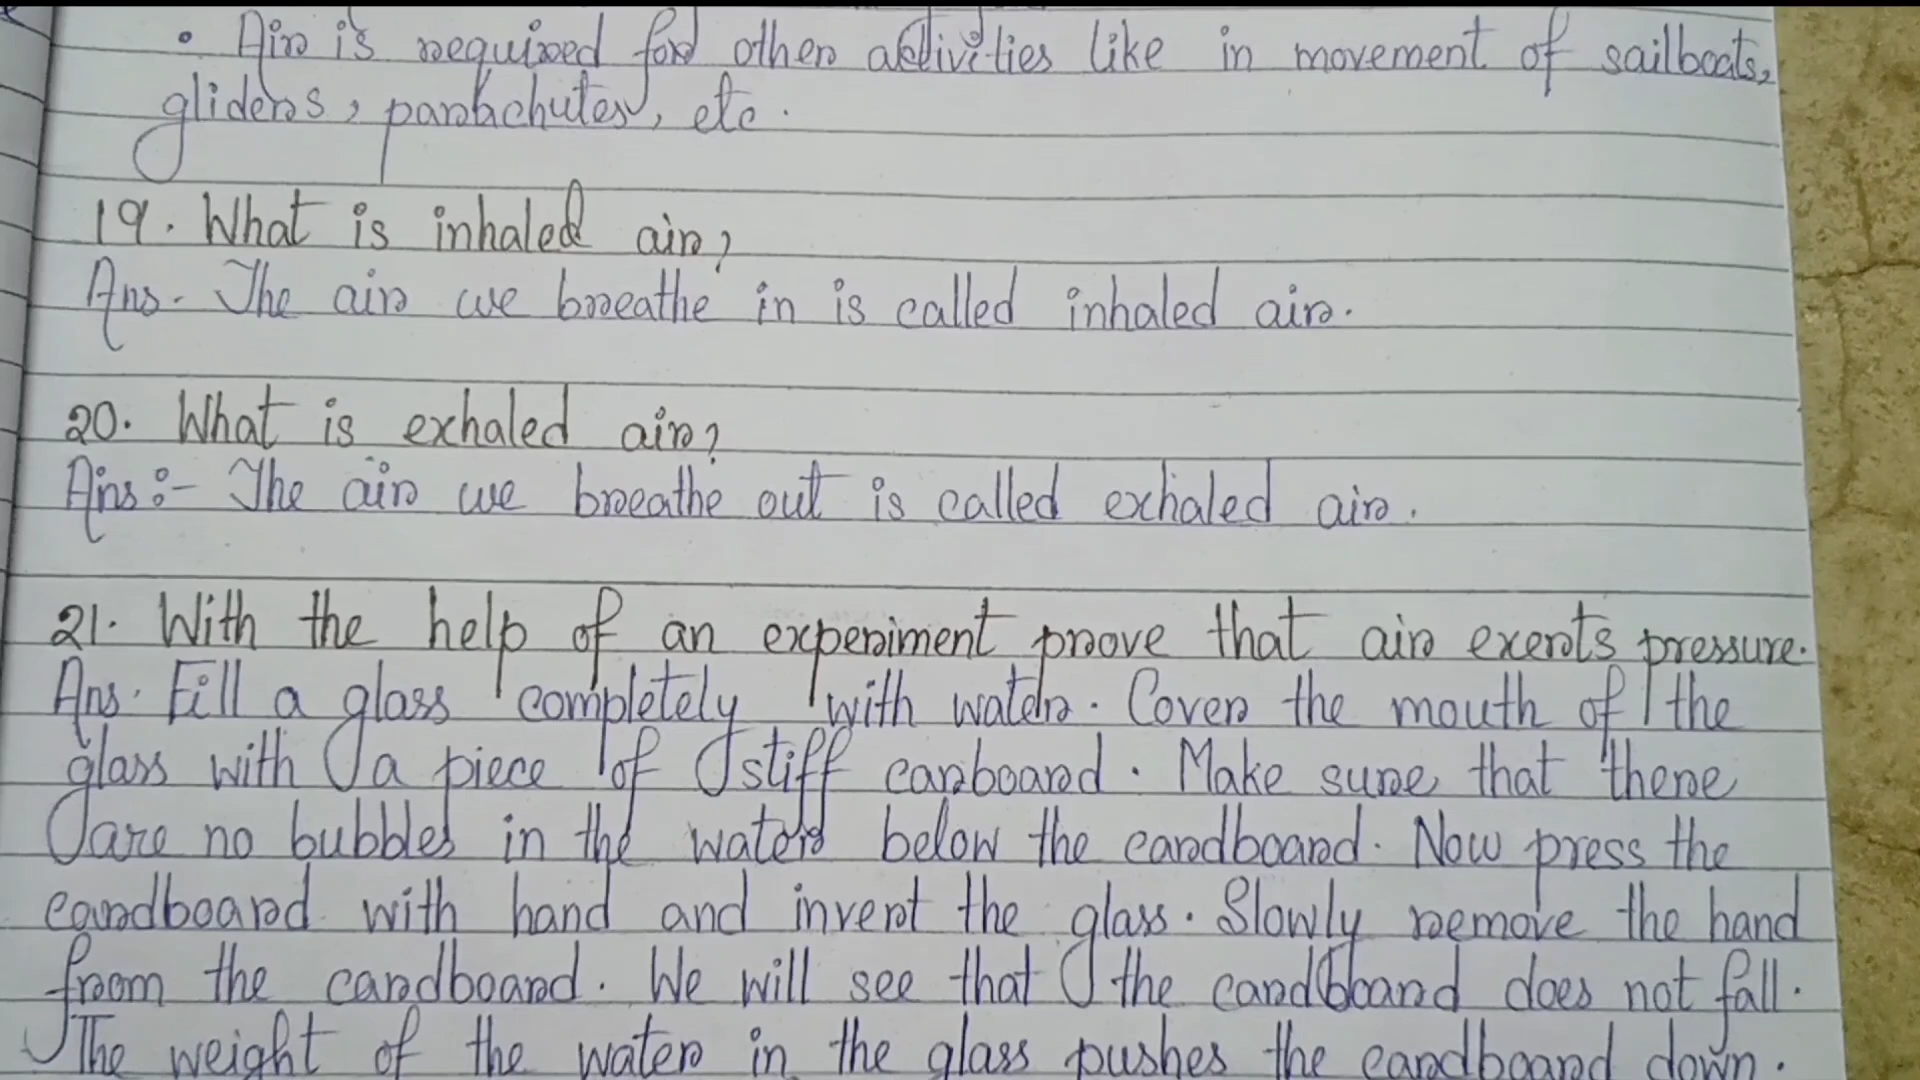 • Air is required for other activities like in movement of sailboats,
gliders, parachutes, etc.
19. What is inhaled air?
Ans. The air we breathe in is called inhaled air.
20. What is exhaled air?
Ans:- The air we breathe out is called exhaled air.
21. With the help of an experiment prove that air exerts pressure.
Ans. Fill a glass completely with water. Cover the mouth of the
glass with a piece of stiff carboard. Make sure that there
are no bubbles in the water below the cardboard. Now press the
cardboard with hand and invert the glass. Slowly remove the hand
from the cardboard. We will see that the cardboard does not fall.
The weight of the water in the glass pushes the cardboard down.